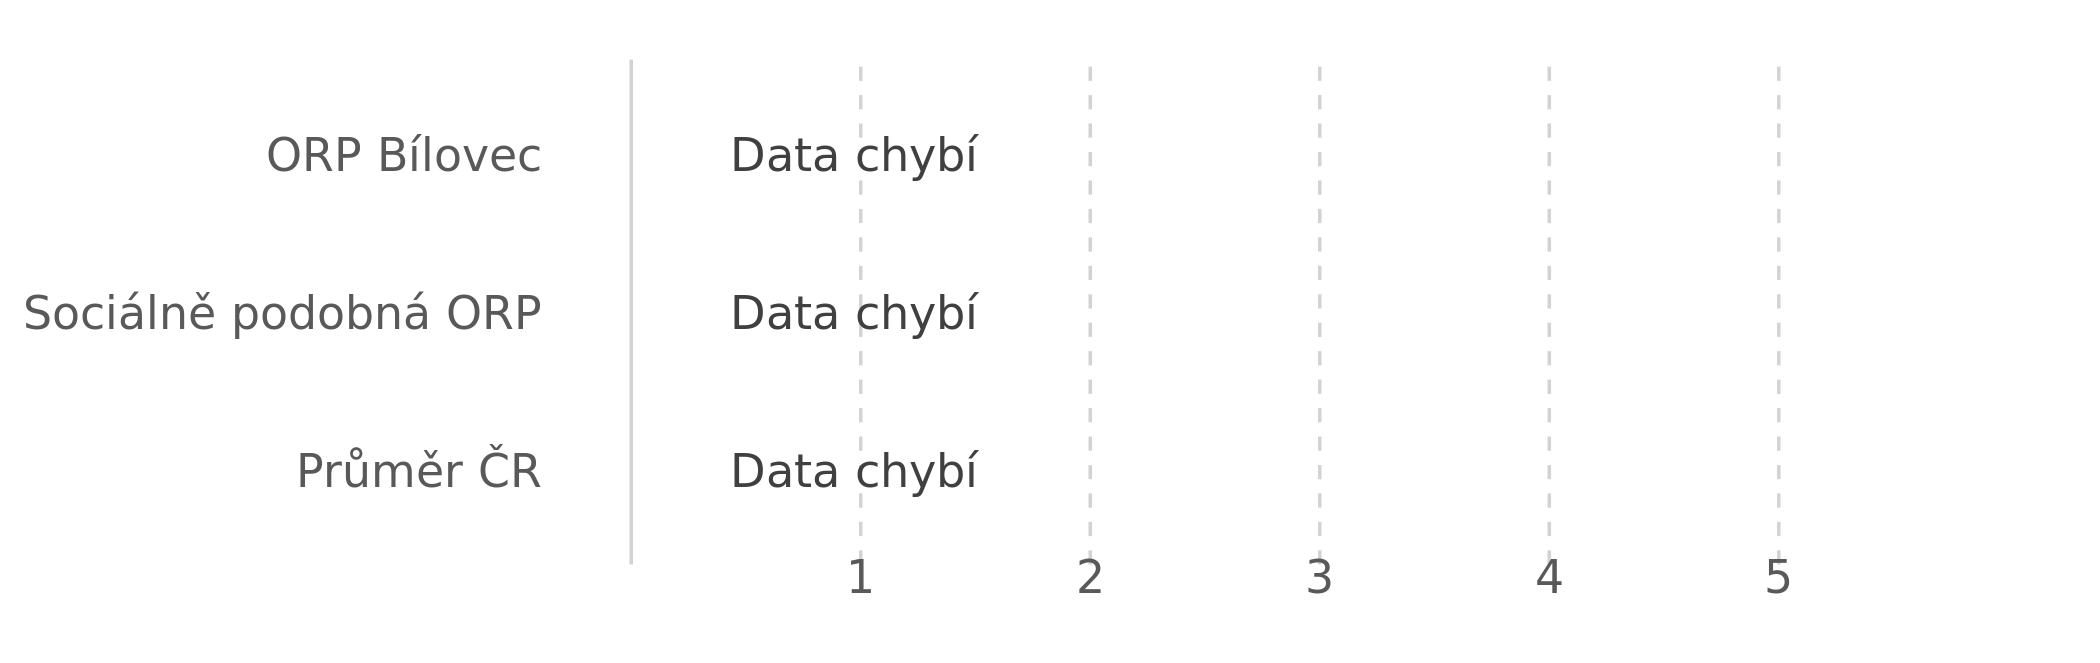 ORP Bílovec Data chybí
Sociálně podobná ORP Data chybí
Průměr ČR Data chybí
1 2 3 4 5